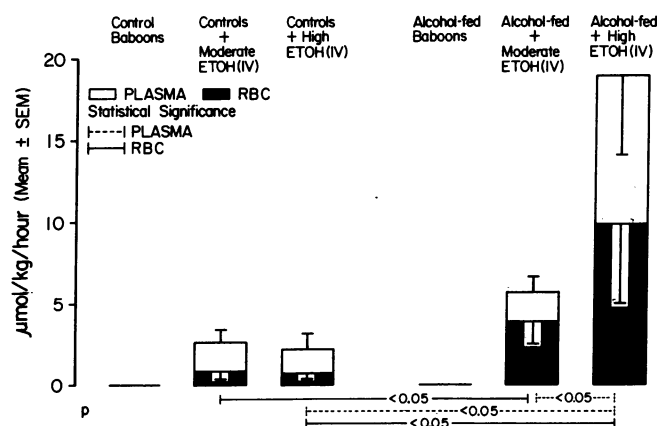 Control
Baboons
Controls
+
Moderate
ETOH(IV)
Controls
+ High
ETOH(IV)
Alcohol-fed
Baboons
Alcohol-fed
+
Moderate
ETOH(IV)
Alcohol-fed
+ High
ETOH(IV)
PLASMA RBC
Statistical Significance
PLASMA
RBC
µmol/kg/hour (Mean ± SEM)
20
15
10
5
0
p
<0.05 <0.05
<0.05
<0.05